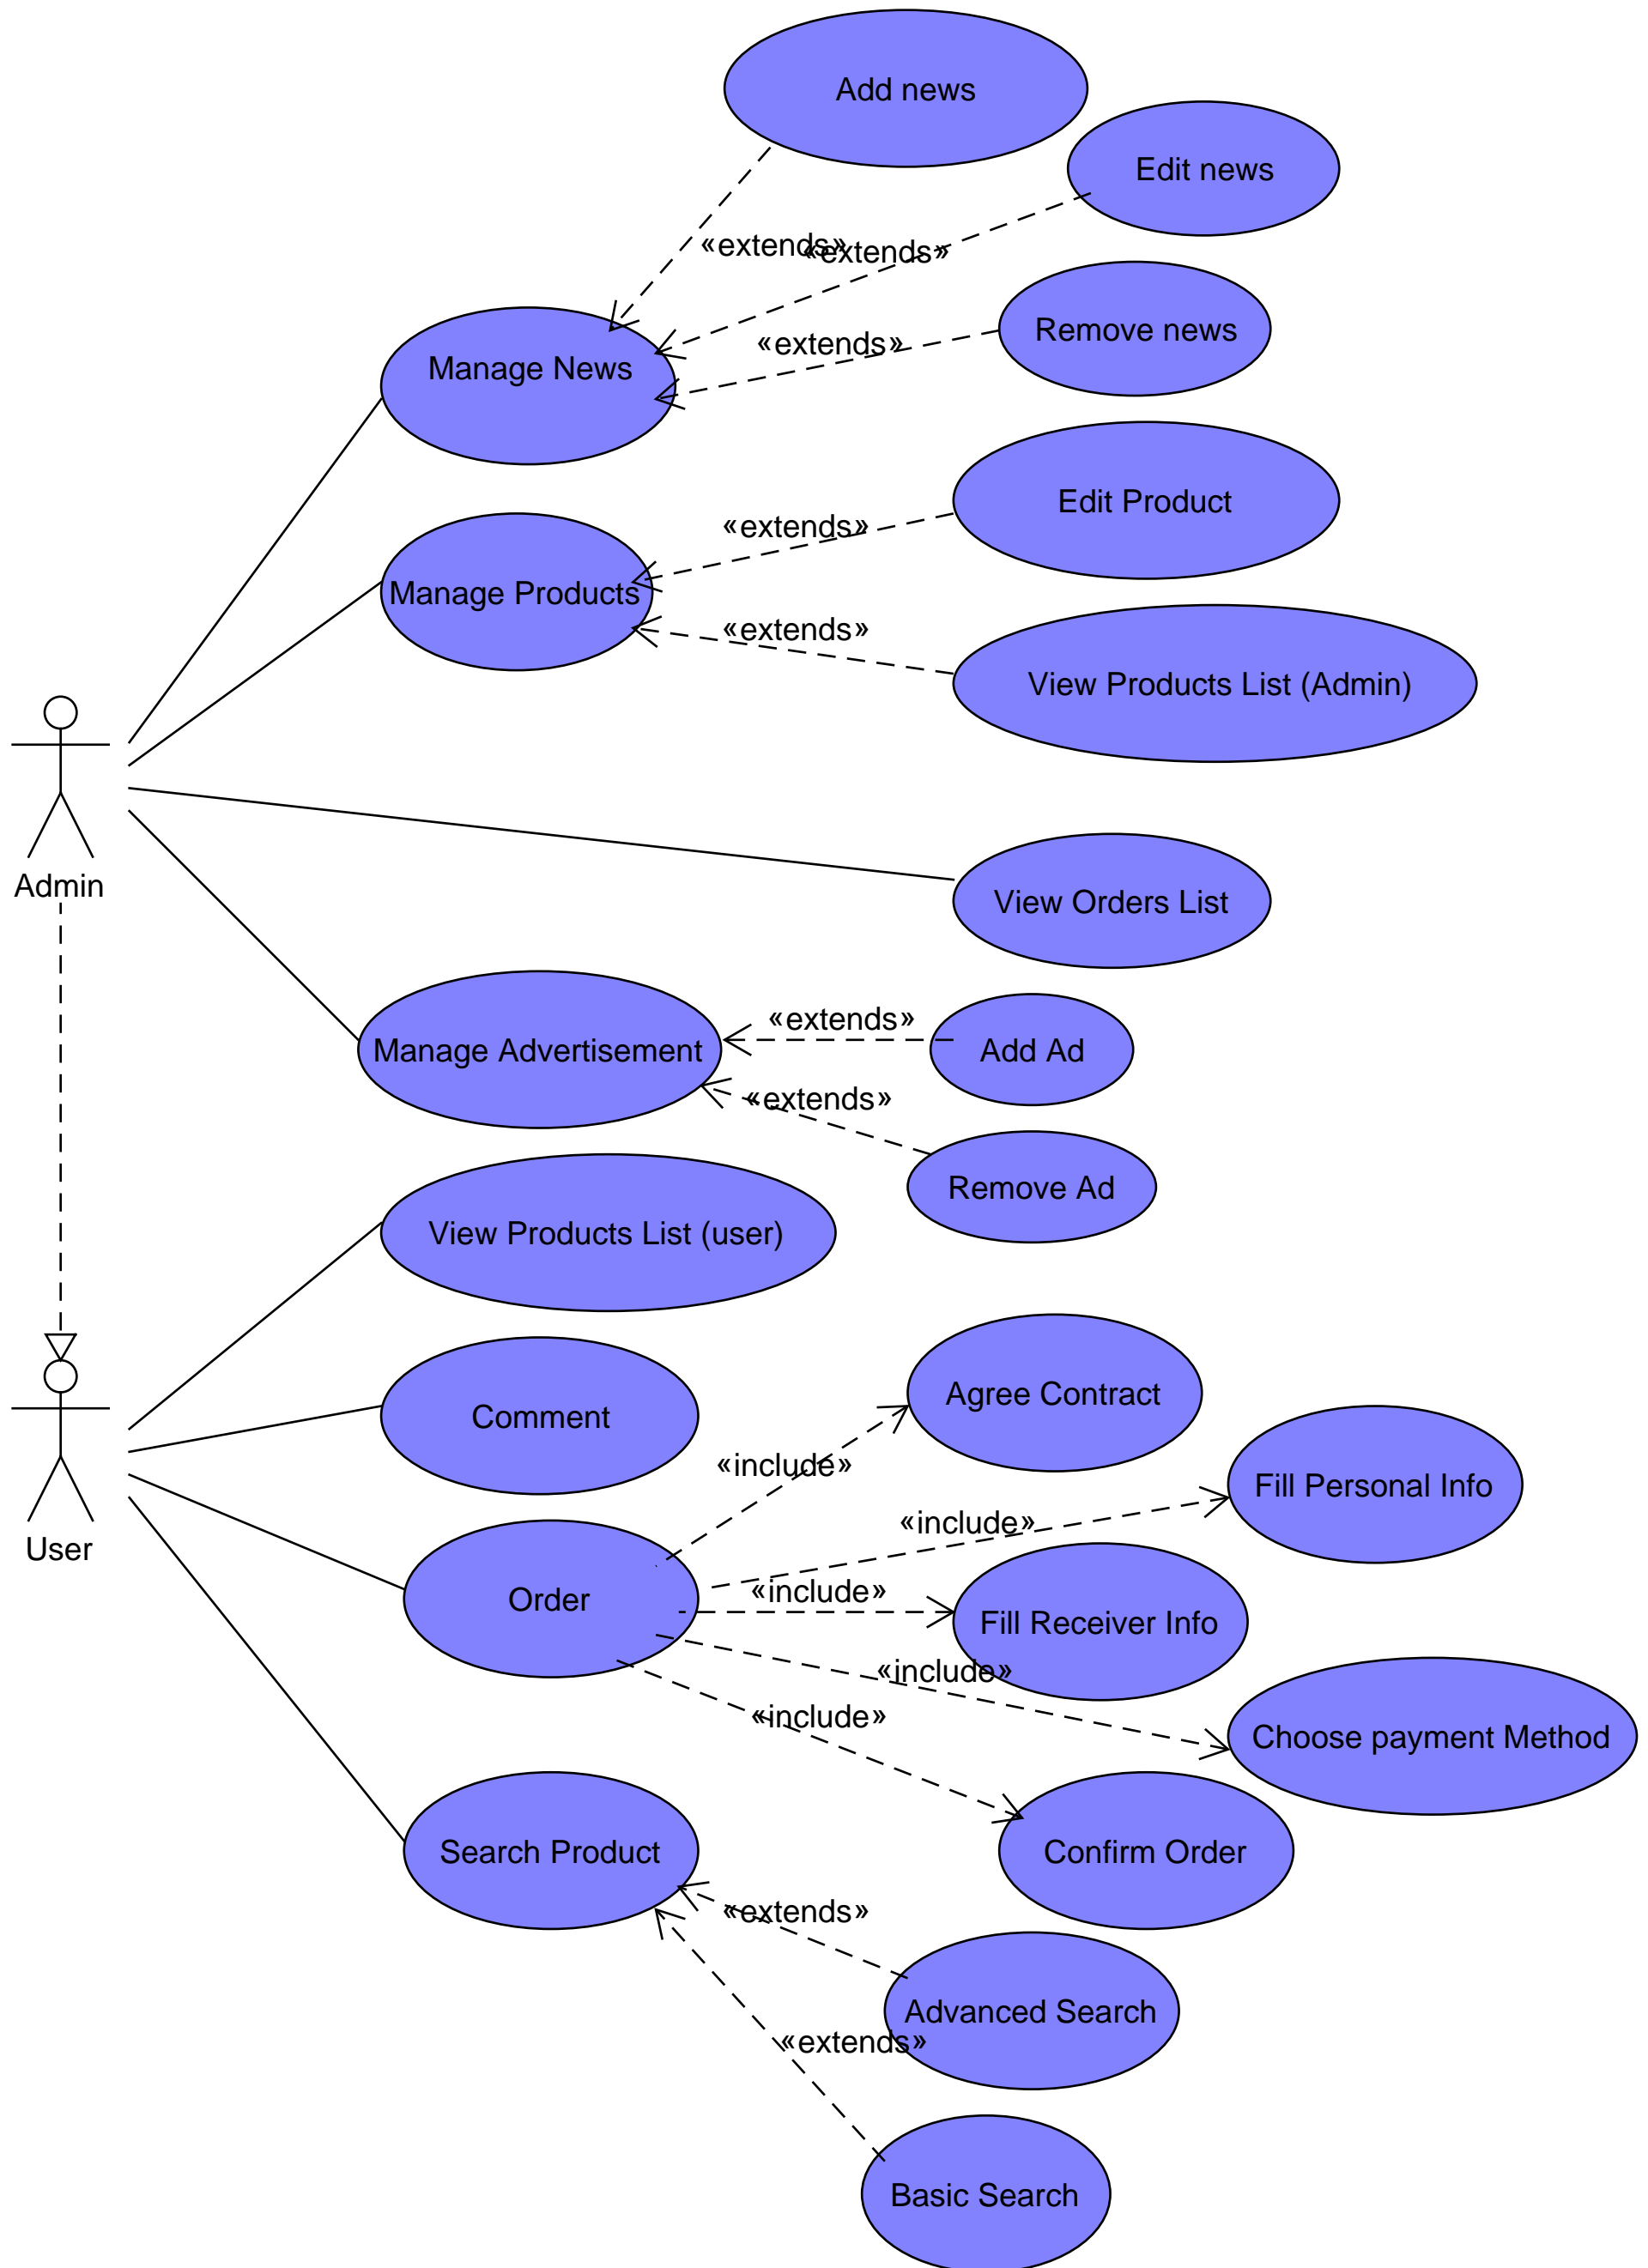 Add news
Edit news
«extends»
«extends»
Remove news
«extends»
Manage News
Edit Product
«extends»
Manage Products
«extends»
View Products List (Admin)
Admin
View Orders List
«extends»
Manage Advertisement
Add Ad
«extends»
Remove Ad
View Products List (user)
Agree Contract
Comment
«include»
Fill Personal Info
«include»
User
«include»
Order
Fill Receiver Info
«include»
«include»
Choose payment Method
Search Product
Confirm Order
«extends»
Advanced Search
«extends»
Basic Search